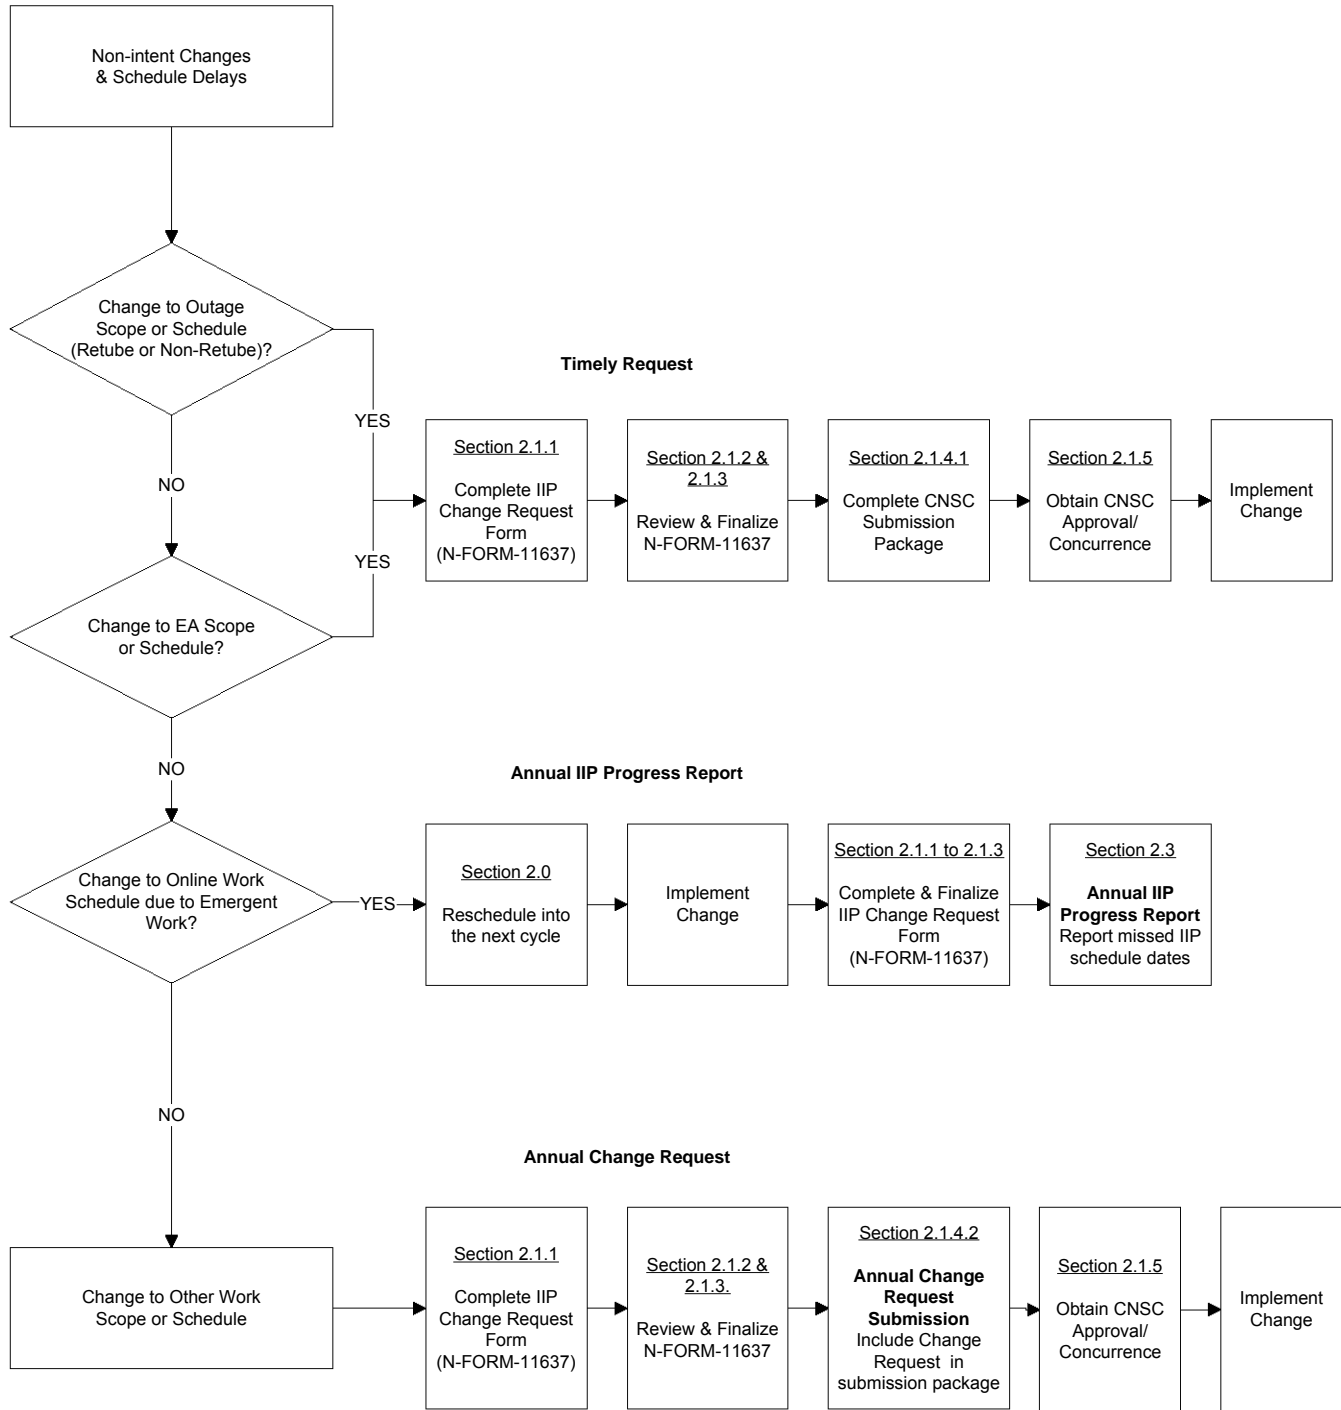 Non-intent Changes
& Schedule Delays
Change to Outage
Scope or Schedule
(Retube or Non-Retube)?
YES
NO
YES
Change to EA Scope
or Schedule?
Timely Request
Section 2.1.1
Complete IIP
Change Request
Form
(N-FORM-11637)
Section 2.1.2 &
2.1.3
Review & Finalize
N-FORM-11637
Section 2.1.4.1
Complete CNSC
Submission
Package
Section 2.1.5
Obtain CNSC
Approval/
Concurrence
Implement
Change
NO
Annual IIP Progress Report
Change to Online Work
Schedule due to Emergent
Work?
YES
Section 2.0
Reschedule into
the next cycle
Implement
Change
Section 2.1.1 to 2.1.3
Complete & Finalize
IIP Change Request
Form
(N-FORM-11637)
Section 2.3
Annual IIP
Progress Report
Report missed IIP
schedule dates
NO
Annual Change Request
Change to Other Work
Scope or Schedule
Section 2.1.1
Complete IIP
Change Request
Form
(N-FORM-11637)
Section 2.1.2 &
2.1.3.
Review & Finalize
N-FORM-11637
Section 2.1.4.2
Annual Change
Request
Submission
Include Change
Request in
submission package
Section 2.1.5
Obtain CNSC
Approval/
Concurrence
Implement
Change